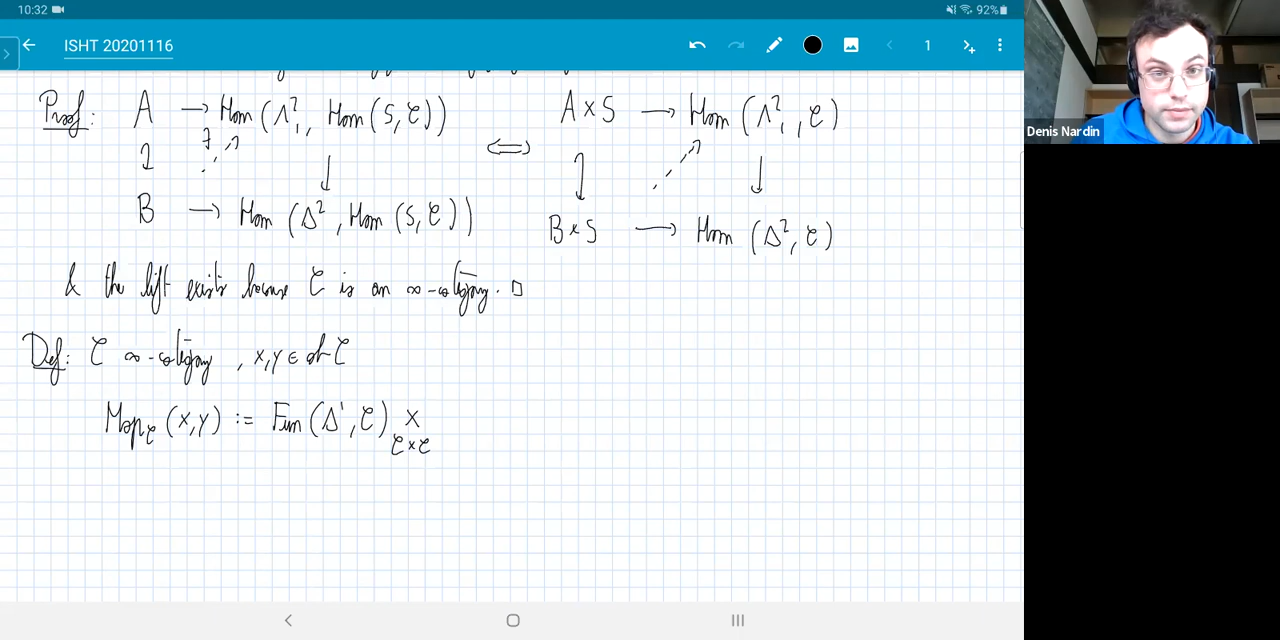 10:32
92%
ISHT 20201116
1
Denis Nardin
Proof: A → Hom(Λ²₁, Hom(S, C)) ⇔ A × S → Hom(Λ²₁, C)
∃
B → Hom(Δ², Hom(S, C)) B × S → Hom(Δ², C)
& the lift exists because C is an ∞-category. □
Def: C ∞-category, x, y ∈ ob C
Map_C(x, y) := Fun(Δ¹, C) ×_{C×C}